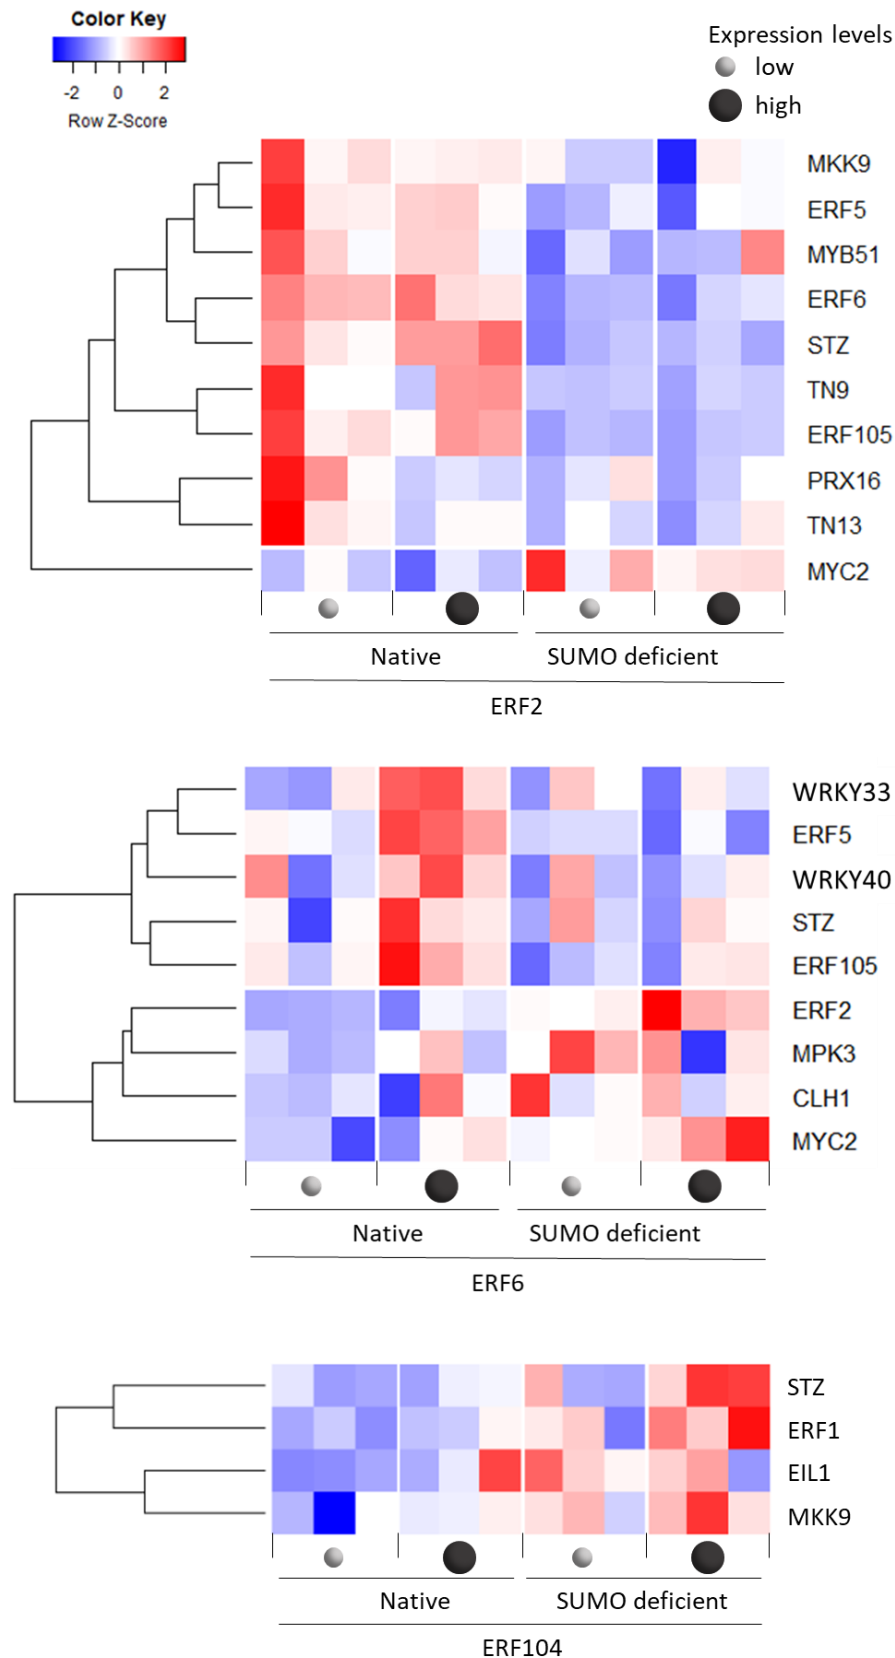 Color Key
-2 0 2
Row Z-Score
Expression levels
low
high
MKK9
ERF5
MYB51
ERF6
STZ
TN9
ERF105
PRX16
TN13
MYC2
Native SUMO deficient
ERF2
WRKY33
ERF5
WRKY40
STZ
ERF105
ERF2
MPK3
CLH1
MYC2
Native SUMO deficient
ERF6
STZ
ERF1
EIL1
MKK9
Native SUMO deficient
ERF104